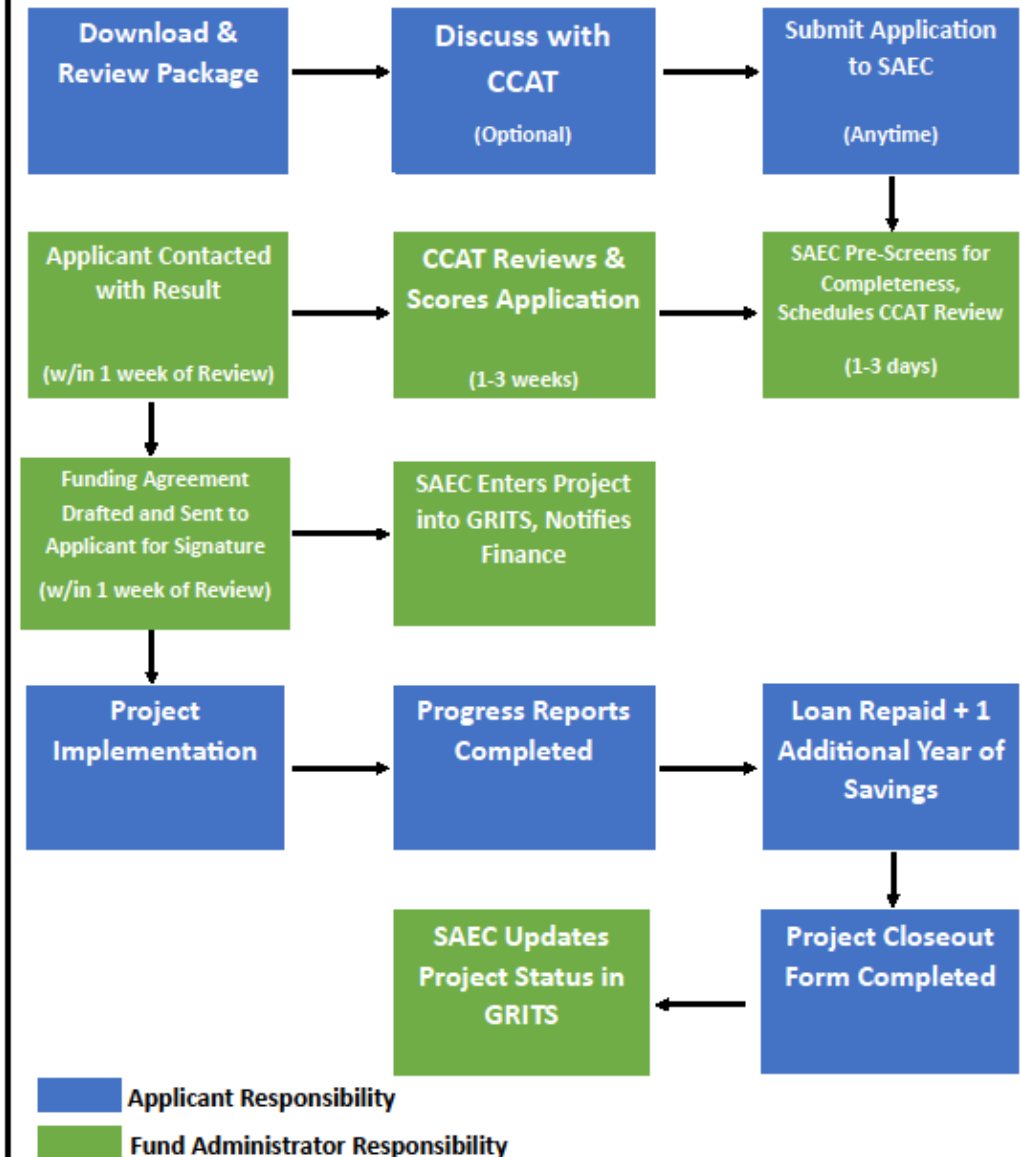 Download &
Review Package
Discuss with
CCAT
(Optional)
Submit Application
to SAEC
(Anytime)
Applicant Contacted
with Result
(w/in 1 week of Review)
CCAT Reviews &
Scores Application
(1-3 weeks)
SAEC Pre-Screens for
Completeness,
Schedules CCAT Review
(1-3 days)
Funding Agreement
Drafted and Sent to
Applicant for Signature
(w/in 1 week of Review)
SAEC Enters Project
into GRITS, Notifies
Finance
Project
Implementation
Progress Reports
Completed
Loan Repaid + 1
Additional Year of
Savings
SAEC Updates
Project Status in
GRITS
Project Closeout
Form Completed
Applicant Responsibility
Fund Administrator Responsibility